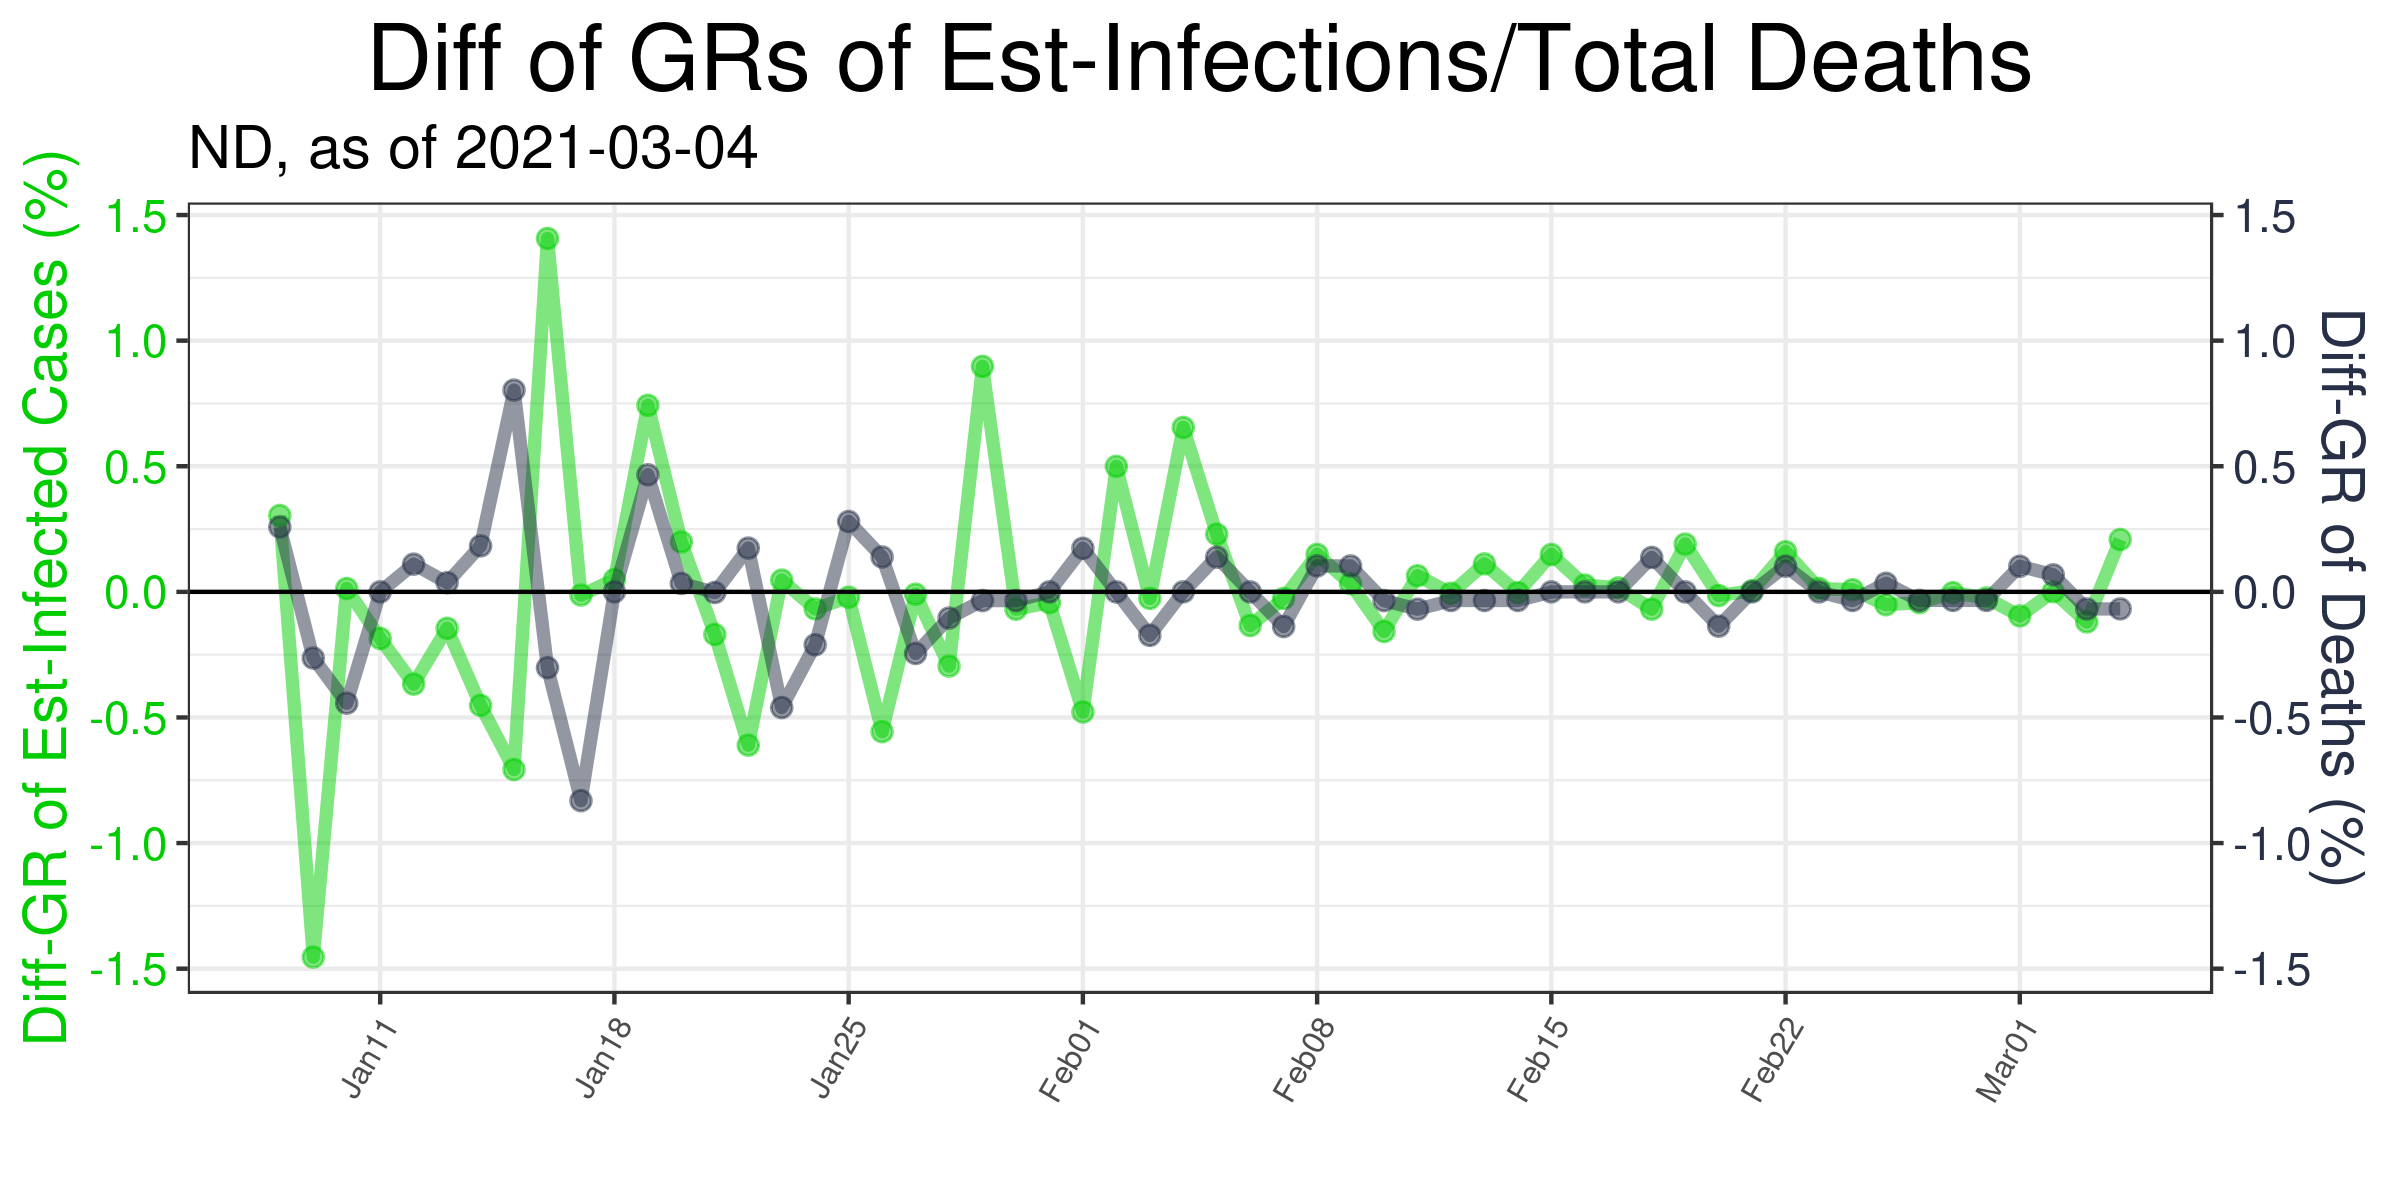 Diff of GRs of Est-Infections/Total Deaths
ND, as of 2021-03-04
Diff-GR of Est-Infected Cases (%)
1.5
1.0
0.5
0.0
-0.5
-1.0
-1.5
1.5
1.0
0.5
0.0
-0.5
-1.0
-1.5
Diff-GR of Deaths (%)
Jan11
Jan18
Jan25
Feb01
Feb08
Feb15
Feb22
Mar01